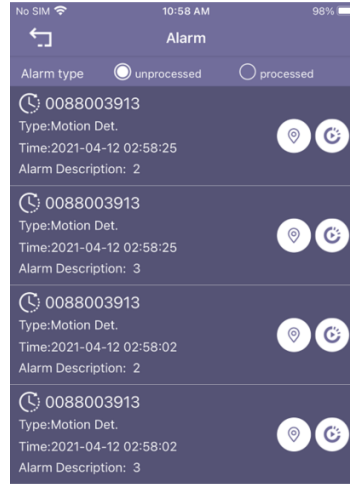 No SIM 10:58 AM 98%
Alarm
Alarm type unprocessed processed
0088003913
Type:Motion Det.
Time:2021-04-12 02:58:25
Alarm Description: 2
0088003913
Type:Motion Det.
Time:2021-04-12 02:58:25
Alarm Description: 3
0088003913
Type:Motion Det.
Time:2021-04-12 02:58:02
Alarm Description: 2
0088003913
Type:Motion Det.
Time:2021-04-12 02:58:02
Alarm Description: 3